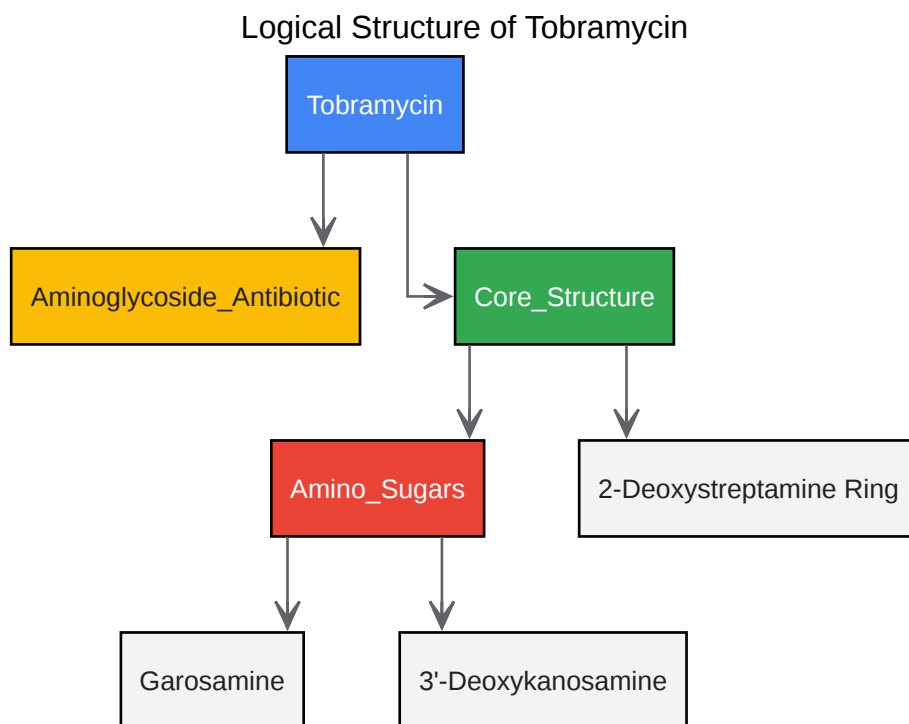 Logical Structure of Tobramycin
Tobramycin
Aminoglycoside_Antibiotic
Core_Structure
Amino_Sugars
2-Deoxystreptamine Ring
Garosamine
3'-Deoxykanosamine